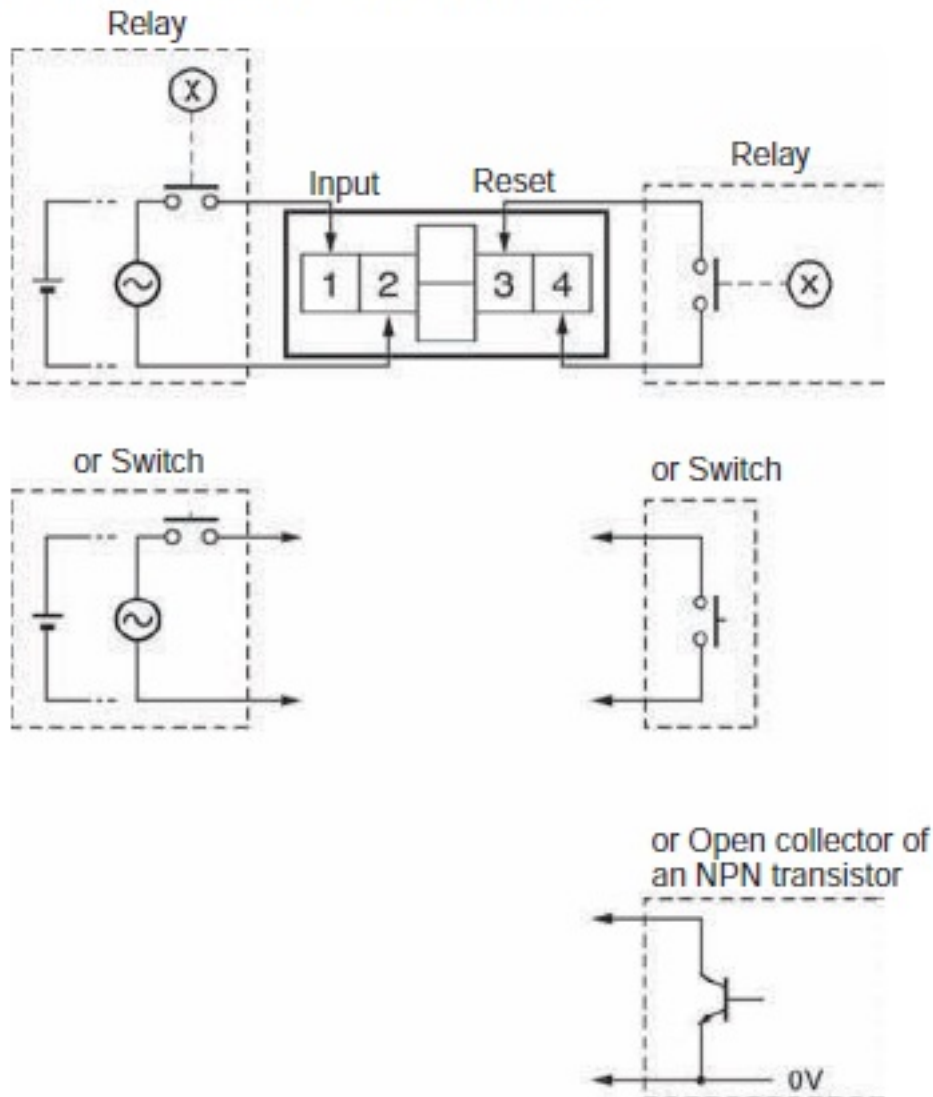 Relay
X
Input
Reset
Relay
1 2 3 4
X
or Switch
or Switch
or Open collector of
an NPN transistor
0V